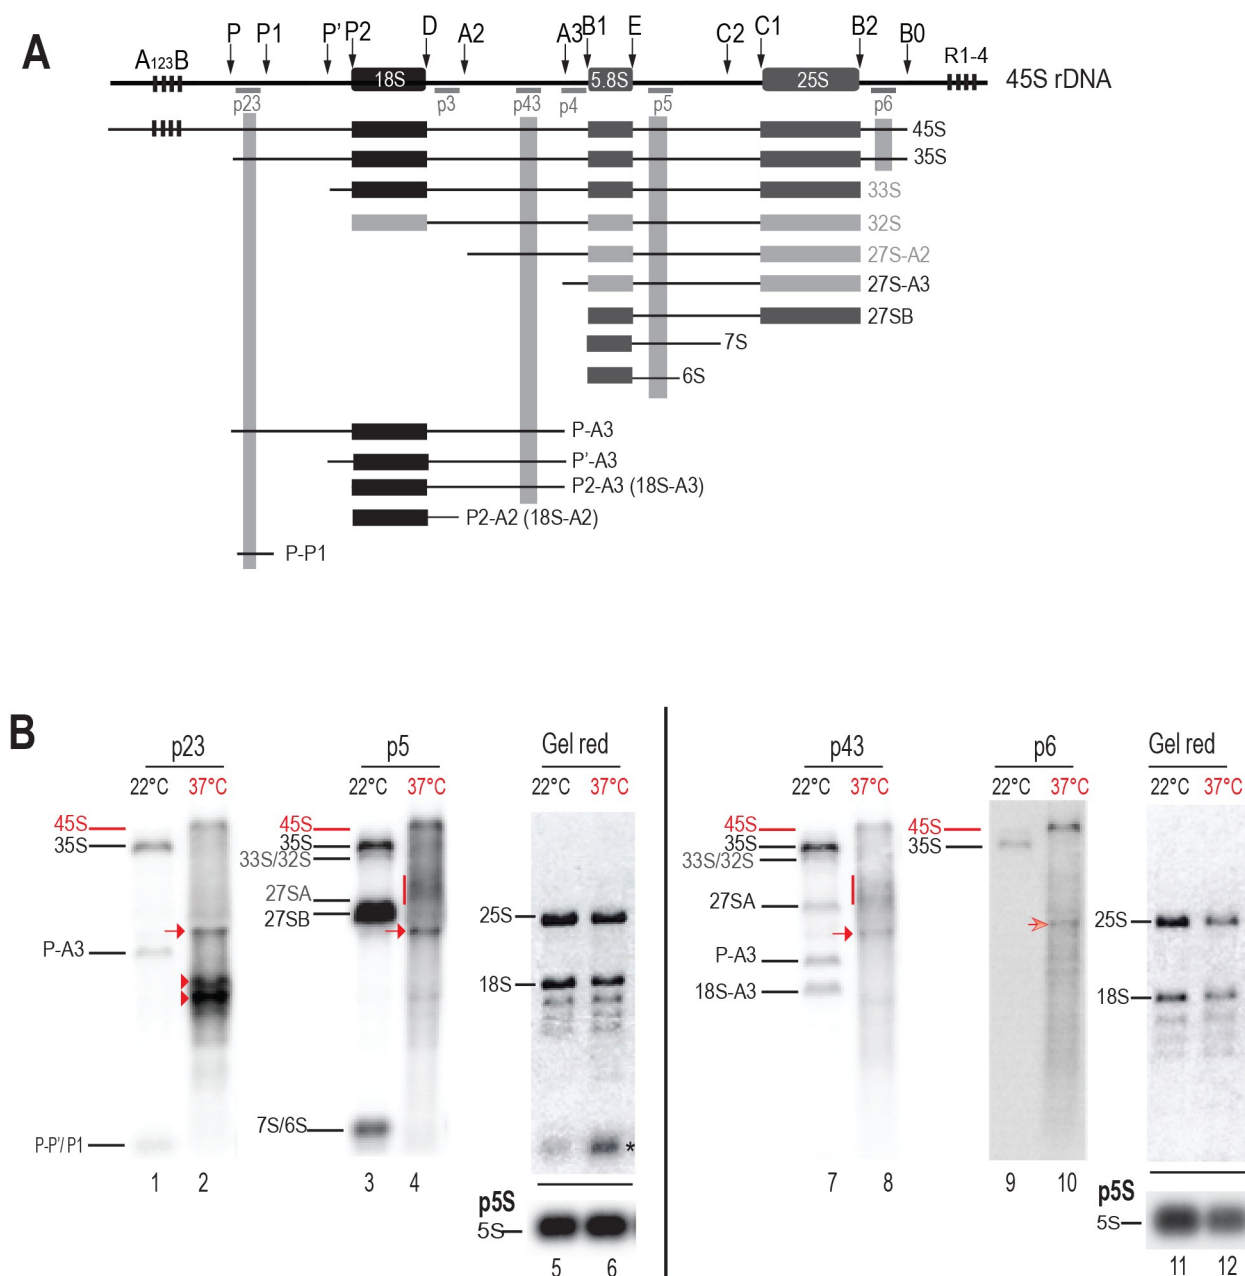 A
P P1 P' P2 D A2 A3 B1 E C2 C1 B2 B0
A₁₂₃B R1-4
18S 5.8S 25S 45S rDNA
p23 p3 p43 p4 p5 p6
45S
35S
33S
32S
27S-A2
27S-A3
27SB
7S
6S
P-A3
P'-A3
P2-A3 (18S-A3)
P2-A2 (18S-A2)
P-P1
B
p23 p5 Gel red
22°C 37°C 22°C 37°C 22°C 37°C
45S
35S
P-A3
P-P'/ P1
45S
35S
33S/32S
27SA
27SB
7S/6S
25S
18S
*
p5S
5S
1 2 3 4 5 6
p43 p6 Gel red
22°C 37°C 22°C 37°C 22°C 37°C
45S
35S
33S/32S
27SA
P-A3
18S-A3
45S
35S
25S
18S
p5S
5S
7 8 9 10 11 12